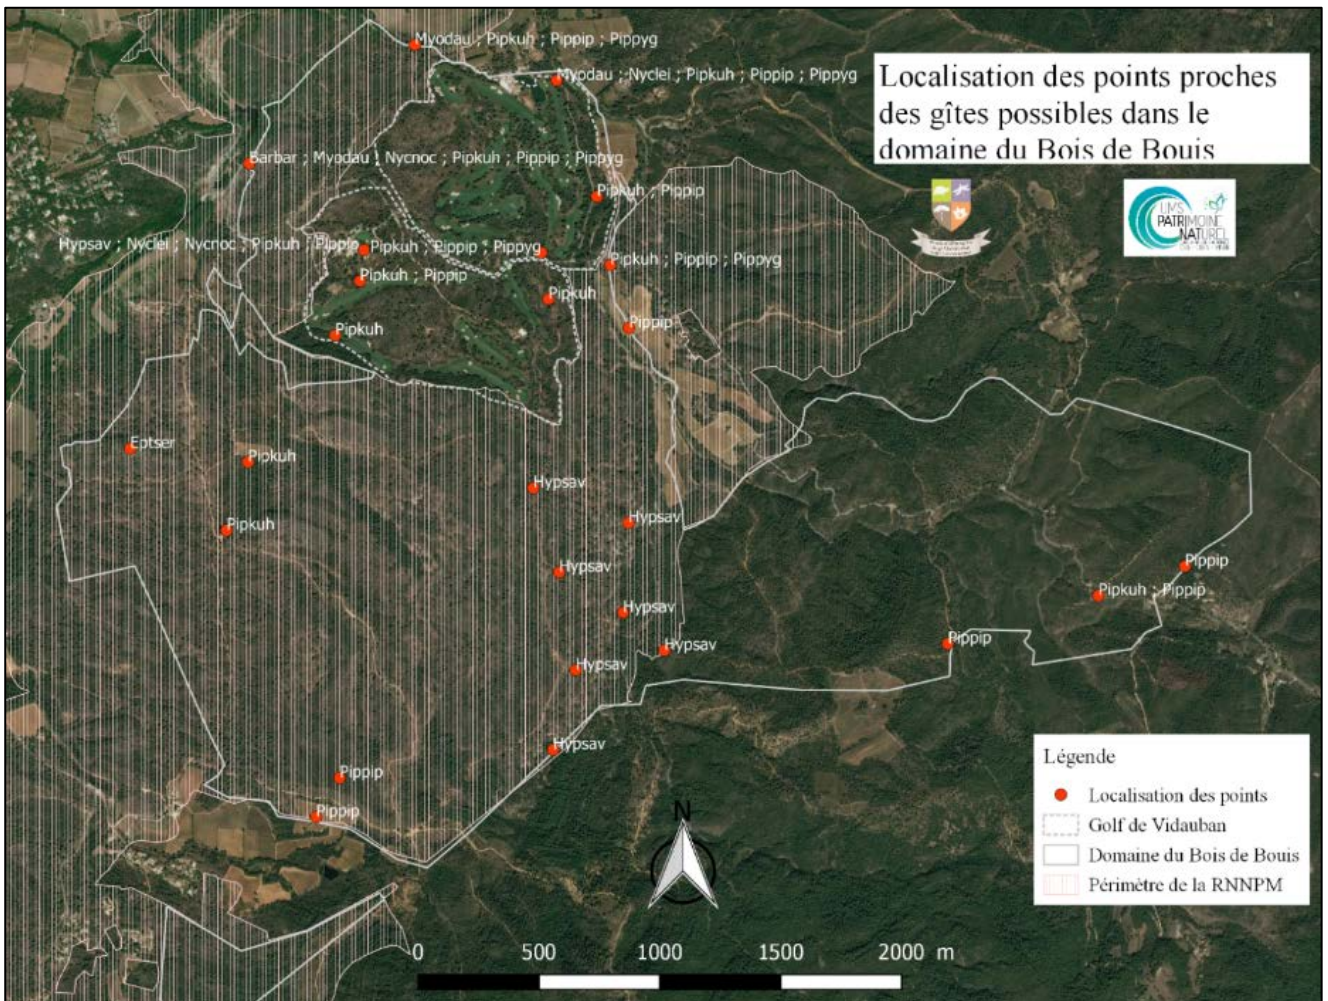 Myodau ; Pipkuh ; Pippip ; Pippyg
Myodau ; Nyclei ; Pipkuh ; Pippip ; Pippyg
Localisation des points proches
des gîtes possibles dans le
domaine du Bois de Bouis
Barbar ; Myodau ; Nycnoc ; Pipkuh ; Pippip ; Pippyg
Pipkuh ; Pippip
UMS
PATRIMOINE
NATUREL
Hypsav ; Nyclei ; Nycnoc ; Pipkuh ; Pippip
Pipkuh ; Pippip ; Pippyg
Pipkuh ; Pippip ; Pippyg
Pipkuh ; Pippip
Pipkuh
Pippip
Pipkuh
Eptser
Pipkuh
Hypsav
Hypsav
Pipkuh
Hypsav
Pippip
Pipkuh ; Pippip
Hypsav
Pippip
Hypsav
Hypsav
Hypsav
Pippip
Pippip
Légende
Localisation des points
Golf de Vidauban
Domaine du Bois de Bouis
Périmètre de la RNNPM
N
0 500 1000 1500 2000 m